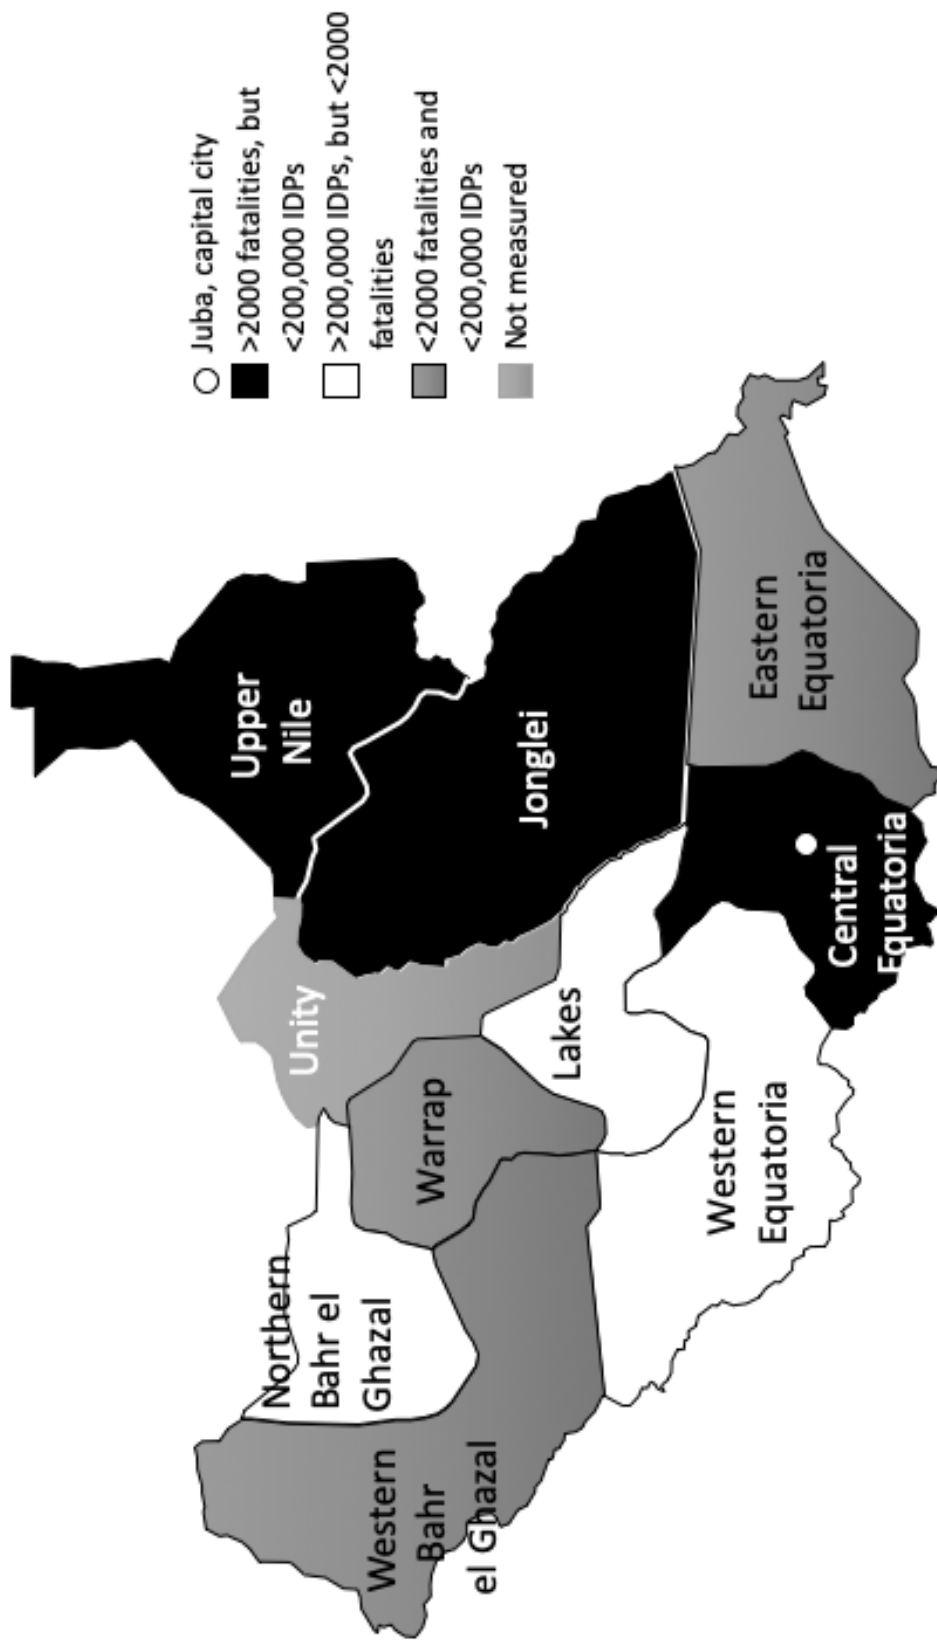 Juba, capital city
>2000 fatalities, but
<200,000 IDPs
>200,000 IDPs, but <2000
fatalities
<2000 fatalities and
<200,000 IDPs
Not measured
Upper
Nile
Unity
Northern
Bahr el
Ghazal
Western
Bahr
el Ghazal
Warrap
Jonglei
Lakes
Western
Equatoria
Central
Equatoria
Eastern
Equatoria